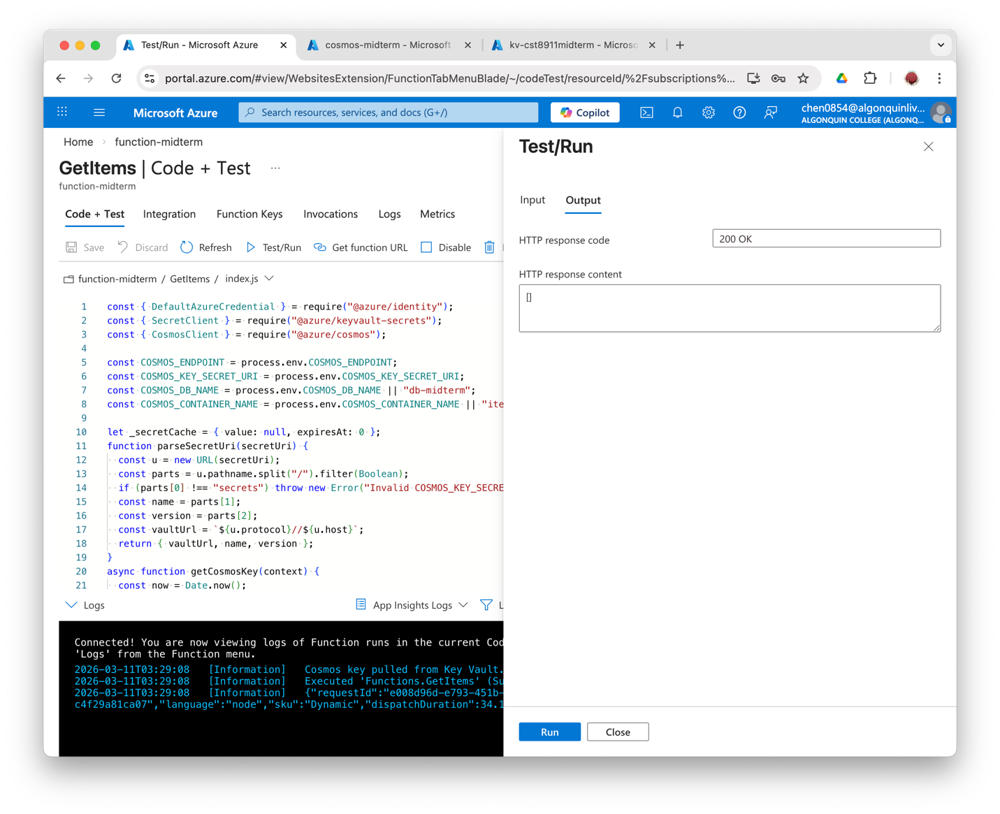 Test/Run - Microsoft Azure
cosmos-midterm - Microsoft
kv-cst8911midterm - Microso
portal.azure.com/#view/WebsitesExtension/FunctionTabMenuBlade/~/codeTest/resourceId/%2Fsubscriptions%...
Microsoft Azure
Search resources, services, and docs (G+/)
Copilot
chen0854@algonquinliv...
ALGONQUIN COLLEGE (ALGONQ...
Home > function-midterm
GetItems | Code + Test ...
function-midterm
Code + Test Integration Function Keys Invocations Logs Metrics
Save Discard Refresh Test/Run Get function URL Disable
function-midterm / GetItems / index.js
1 const { DefaultAzureCredential } = require("@azure/identity");
2 const { SecretClient } = require("@azure/keyvault-secrets");
3 const { CosmosClient } = require("@azure/cosmos");
4
5 const COSMOS_ENDPOINT = process.env.COSMOS_ENDPOINT;
6 const COSMOS_KEY_SECRET_URI = process.env.COSMOS_KEY_SECRET_URI;
7 const COSMOS_DB_NAME = process.env.COSMOS_DB_NAME || "db-midterm";
8 const COSMOS_CONTAINER_NAME = process.env.COSMOS_CONTAINER_NAME || "ite
9
10 let _secretCache = { value: null, expiresAt: 0 };
11 function parseSecretUri(secretUri) {
12 const u = new URL(secretUri);
13 const parts = u.pathname.split("/").filter(Boolean);
14 if (parts[0] !== "secrets") throw new Error("Invalid COSMOS_KEY_SECRE
15 const name = parts[1];
16 const version = parts[2];
17 const vaultUrl = `${u.protocol}//${u.host}`;
18 return { vaultUrl, name, version };
19 }
20 async function getCosmosKey(context) {
21 const now = Date.now();
Logs App Insights Logs L
Connected! You are now viewing logs of Function runs in the current Cod
'Logs' from the Function menu.
2026-03-11T03:29:08 [Information] Cosmos key pulled from Key Vault.
2026-03-11T03:29:08 [Information] Executed 'Functions.GetItems' (Su
2026-03-11T03:29:08 [Information] {"requestId":"e008d96d-e793-451b-
c4f29a81ca07","language":"node","sku":"Dynamic","dispatchDuration":34.1
Test/Run
Input Output
HTTP response code
200 OK
HTTP response content
[]
Run Close